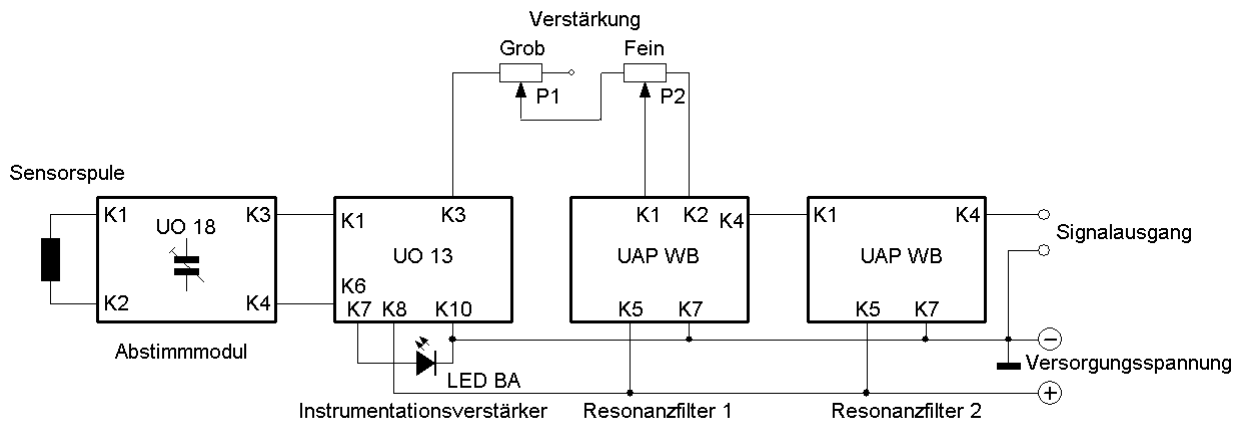 Verstärkung
Grob Fein
P1 P2
Sensorspule
K1 K3 K1 K3 K1 K2 K4 K1 K4
UO 18
UO 13 UAP WB UAP WB
Signalausgang
K2 K4 K6
K7 K8 K10 K5 K7 K5 K7
Abstimmmodul
LED BA
−
Versorgungsspannung
+
Instrumentationsverstärker Resonanzfilter 1 Resonanzfilter 2